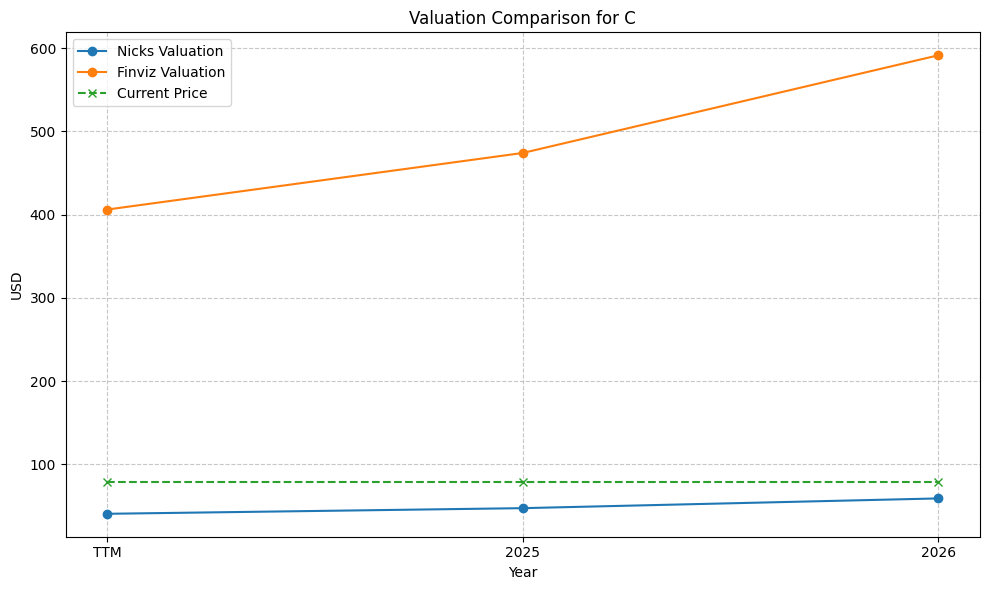 Valuation Comparison for C
Nicks Valuation
Finviz Valuation
Current Price
600
500
400
300
200
100
USD
TTM
2025
2026
Year